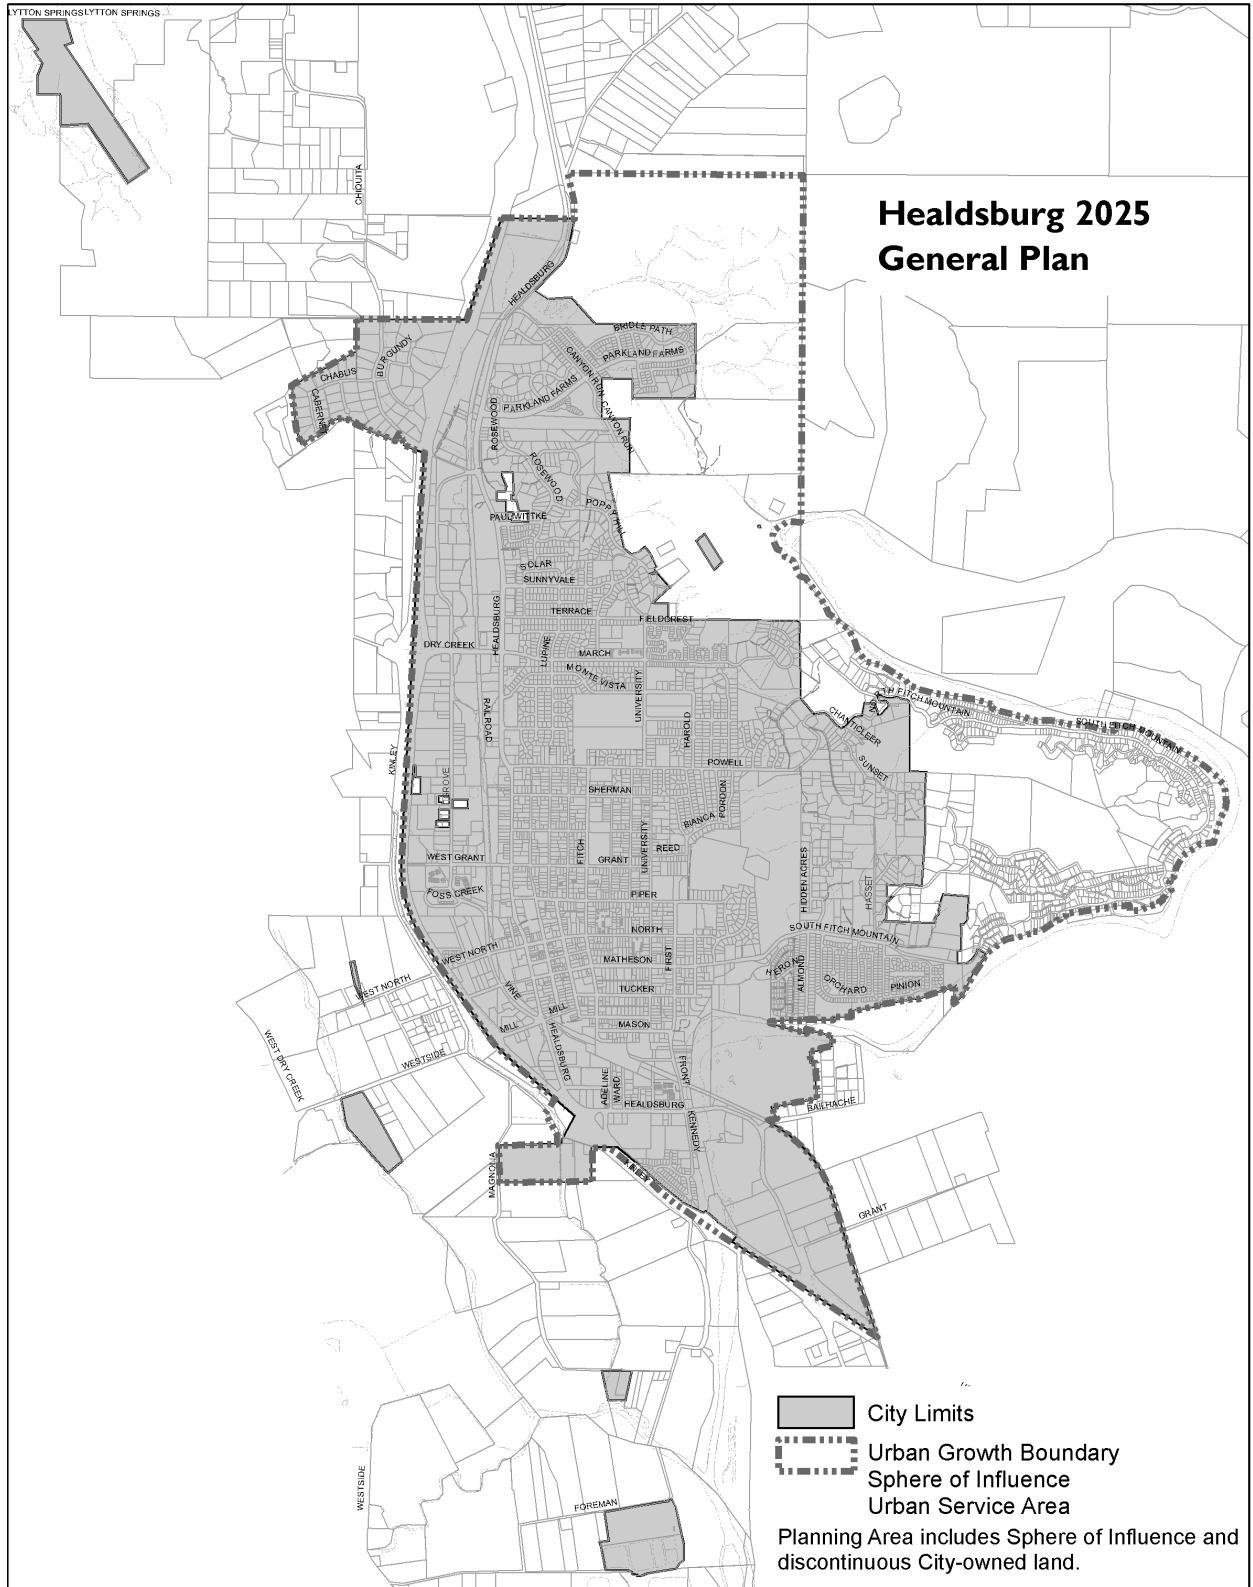 LYTTON SPRINGS LYTTON SPRINGS
CHIQUITA
Healdsburg 2025
General Plan
HEALDSBURG
BRIDLE PATH
BURGUNDY
CANYON RUN
PARKLAND FARMS
CHABLIS
CABERNET
PARKLAND FARMS
CANYON RUN
ROSEWOOD
ROSEWOOD
POPPY HILL
PAUL WITTKE
SOLAR
SUNNYVALE
TERRACE
FIELDCREST
HEALDSBURG
DRY CREEK
LUPINE
MARCH
MONTE VISTA
UNIVERSITY
NORTH FITCH MOUNTAIN
RAILROAD
HAROLD
CHANTICLEER
SOUTH FITCH MOUNTAIN
KINLEY
POWELL
SUNSET
GROVE
SHERMAN
PORDON
BIANCA
UNIVERSITY
FITCH
REED
WEST GRANT
GRANT
HIDDEN ACRES
HASSET
FOSS CREEK
PIPER
NORTH
SOUTH FITCH MOUNTAIN
WEST NORTH
MATHESON
FIRST
HERON
ALMOND
WEST NORTH
VINE
TUCKER
ORCHARD
PINION
MILL
MILL
MASON
WEST DRY CREEK
WESTSIDE
HEALDSBURG
FRONT
ADELINE
WARD
HEALDSBURG
BAILHACHE
KENNEDY
MAGNOLIA
KINLEY
GRANT
City Limits
Urban Growth Boundary
Sphere of Influence
Urban Service Area
WESTSIDE
FOREMAN
Planning Area includes Sphere of Influence and
discontinuous City-owned land.